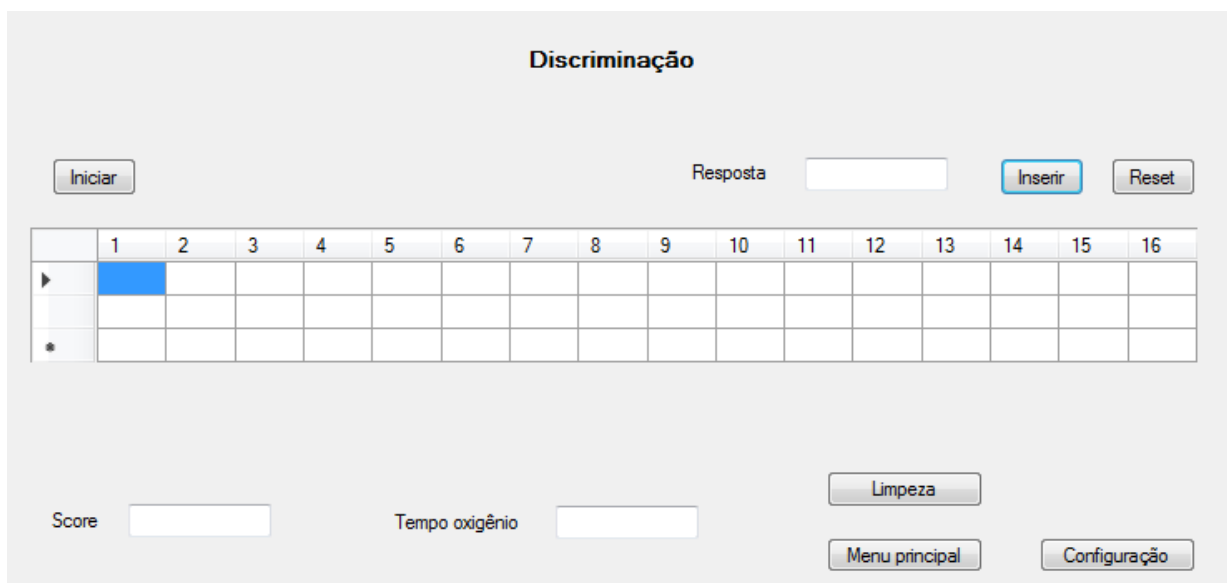 Discriminação
Iniciar Resposta Inserir Reset
1 2 3 4 5 6 7 8 9 10 11 12 13 14 15 16
Limpeza
Score Tempo oxigênio
Menu principal Configuração